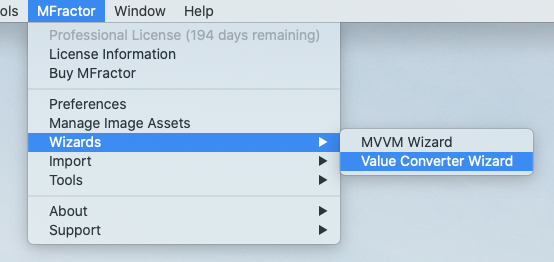 ols MFractor Window Help
Professional License (194 days remaining)
License Information
Buy MFractor
Preferences
Manage Image Assets
Wizards
MVVM Wizard
Value Converter Wizard
Import
Tools
About
Support